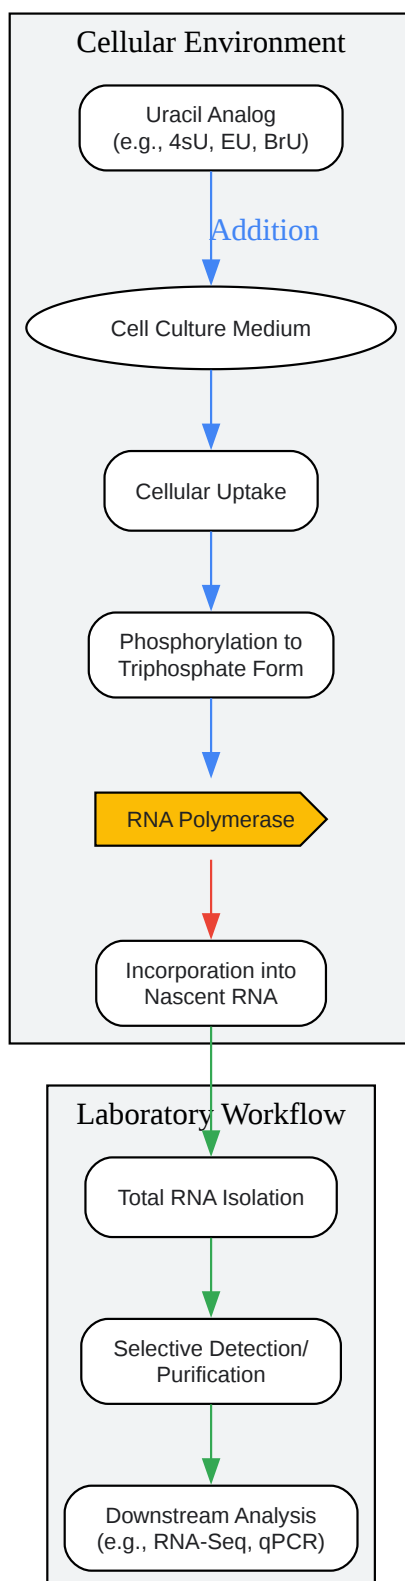 Cellular Environment
Uracil Analog
(e.g., 4sU, EU, BrU)
Addition
Cell Culture Medium
Cellular Uptake
Phosphorylation to
Triphosphate Form
RNA Polymerase
Incorporation into
Nascent RNA
Laboratory Workflow
Total RNA Isolation
Selective Detection/
Purification
Downstream Analysis
(e.g., RNA-Seq, qPCR)